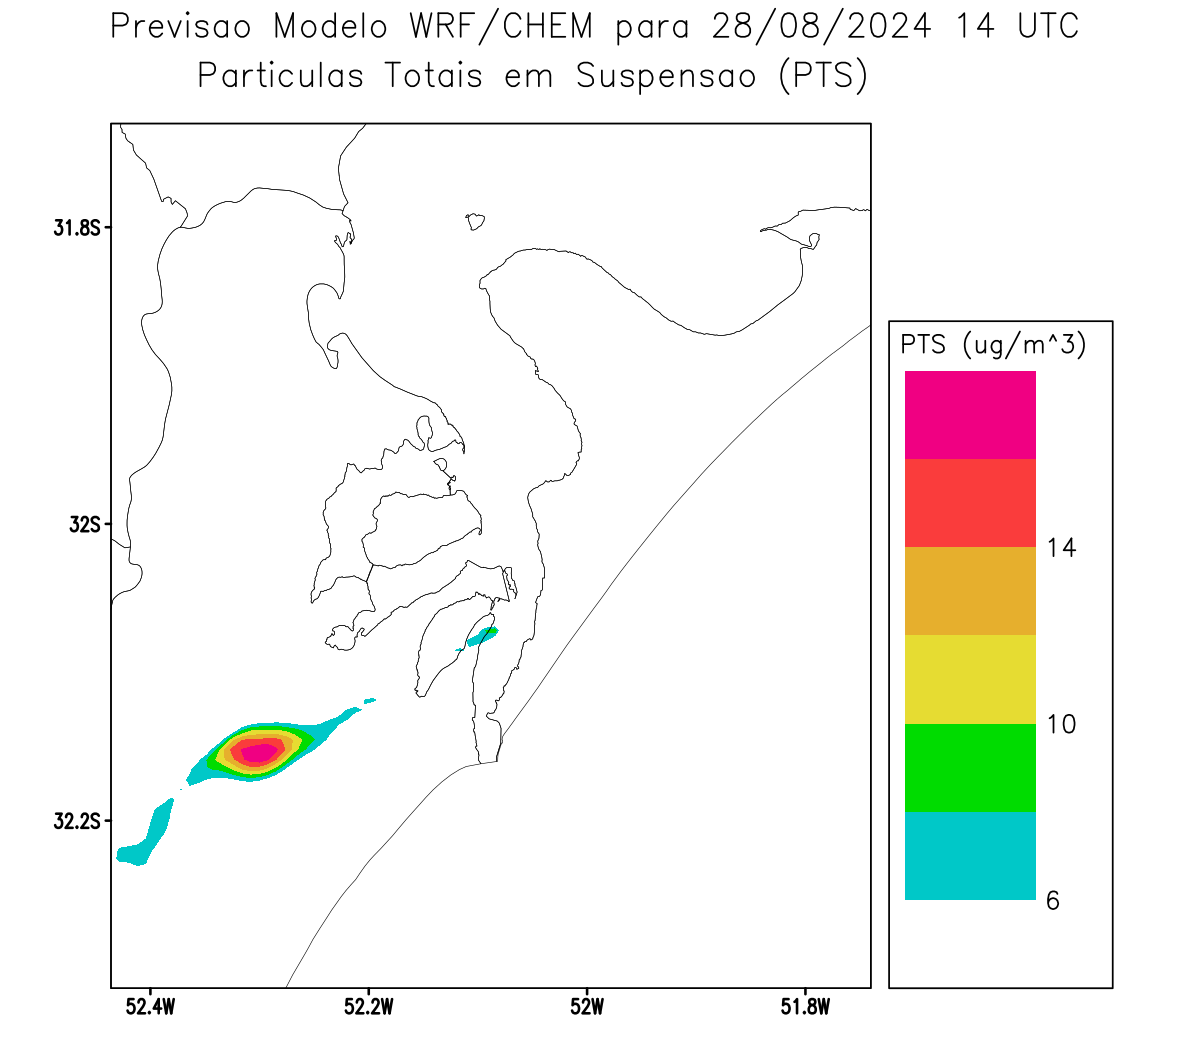 Previsao Modelo WRF/CHEM para 28/08/2024 14 UTC
Particulas Totais em Suspensao (PTS)
31.8S
32S
32.2S
52.4W
52.2W
52W
51.8W
PTS (ug/m^3)
14
10
6